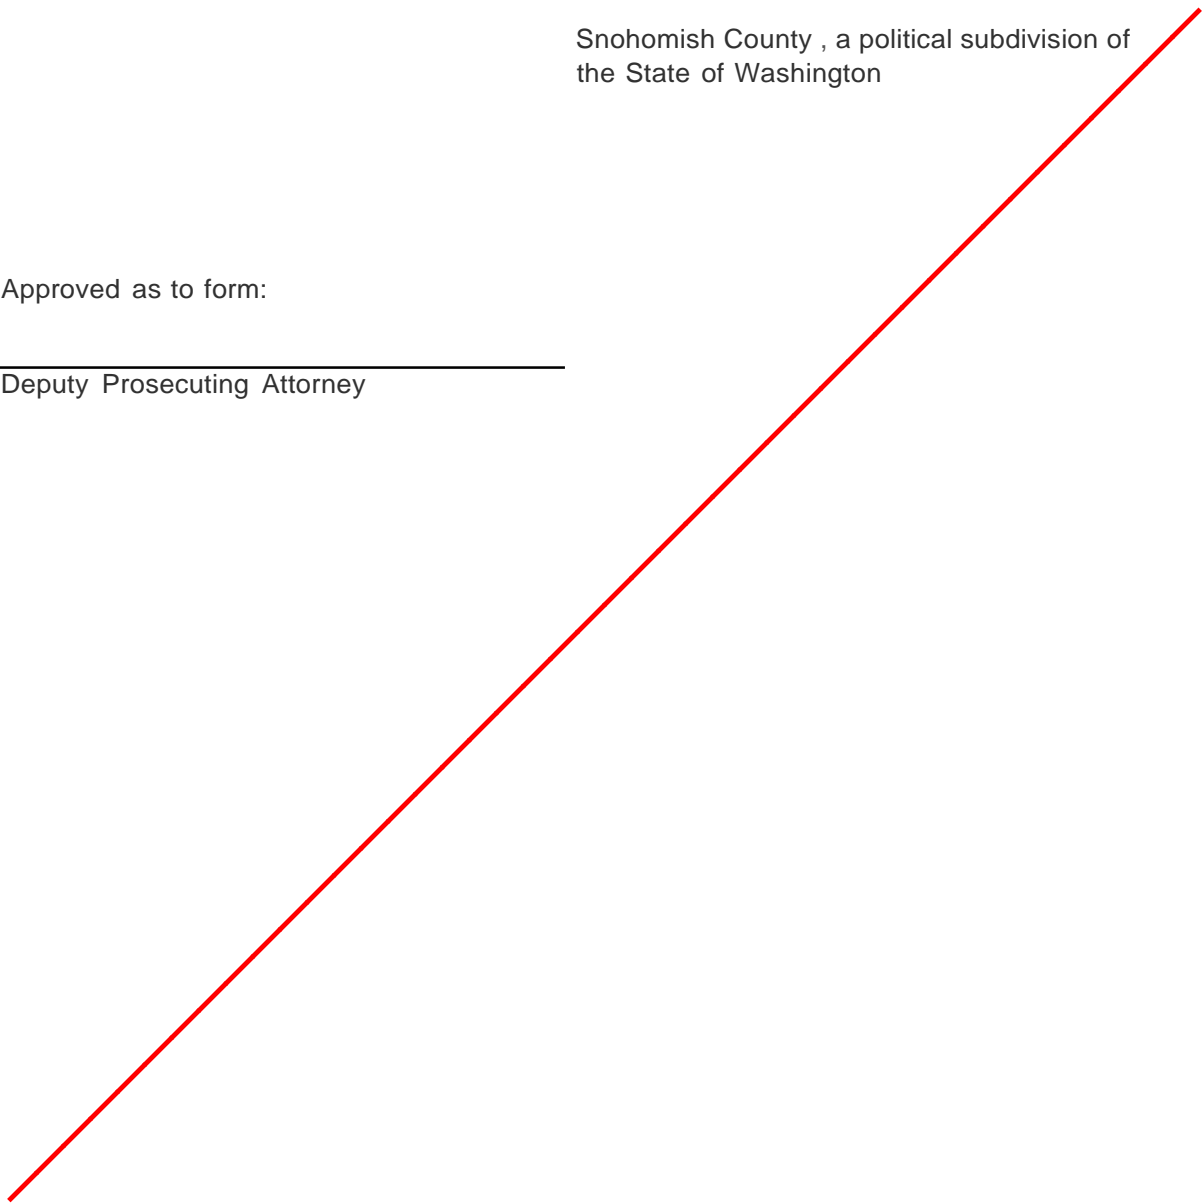 Snohomish County , a political subdivision of
the State of Washington
Approved as to form:
Deputy Prosecuting Attorney